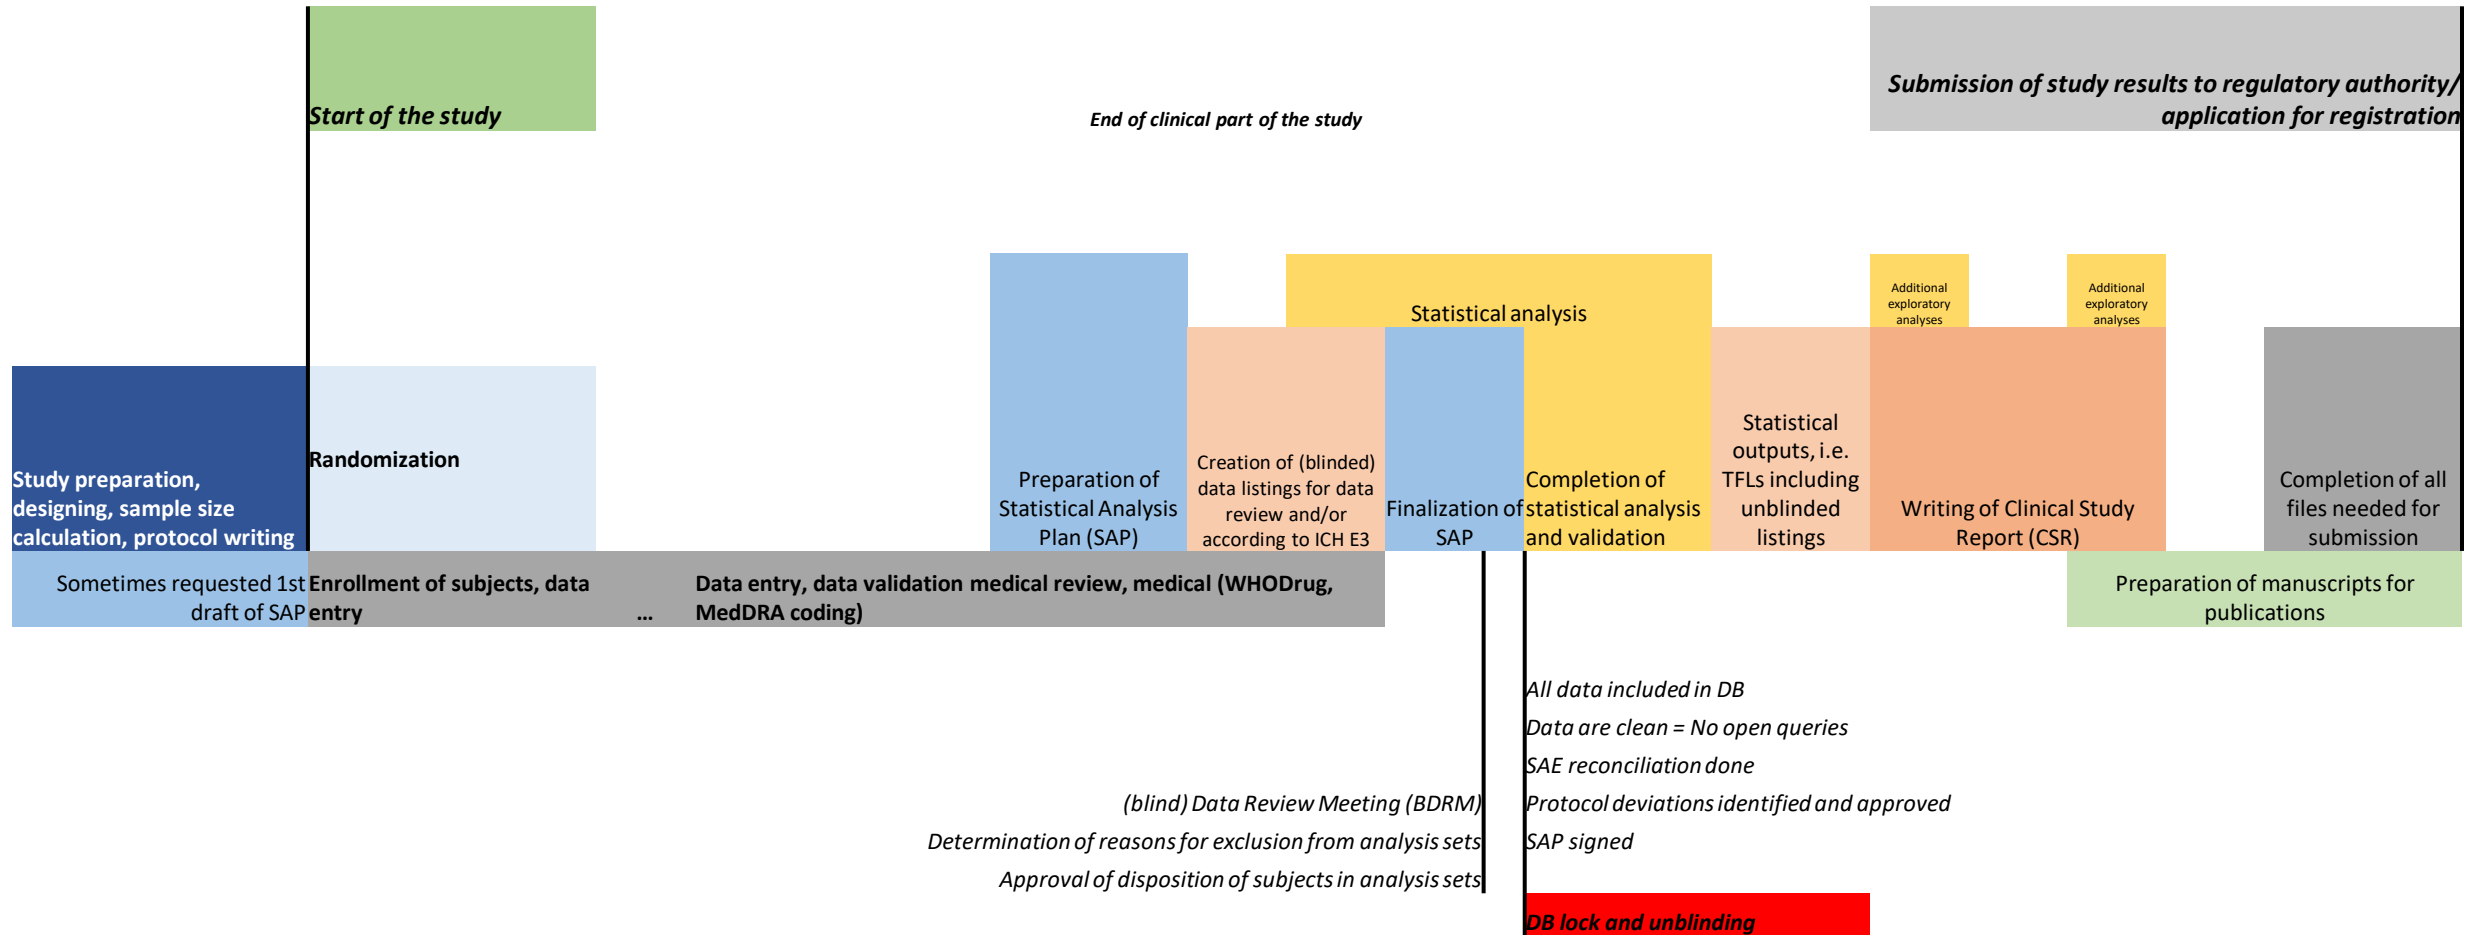 Start of the study
End of clinical part of the study
Submission of study results to regulatory authority/
application for registration
Statistical analysis
Additional
exploratory
analyses
Additional
exploratory
analyses
Study preparation,
designing, sample size
calculation, protocol writing
Randomization
Preparation of
Statistical Analysis
Plan (SAP)
Creation of (blinded)
data listings for data
review and/or
according to ICH E3
Finalization of
SAP
Completion of
statistical analysis
and validation
Statistical
outputs, i.e.
TFLs including
unblinded
listings
Writing of Clinical Study
Report (CSR)
Completion of all
files needed for
submission
Sometimes requested 1st
draft of SAP
Enrollment of subjects, data
entry
...
Data entry, data validation medical review, medical (WHODrug,
MedDRA coding)
Preparation of manuscripts for
publications
(blind) Data Review Meeting (BDRM)
Determination of reasons for exclusion from analysis sets
Approval of disposition of subjects in analysis sets
All data included in DB
Data are clean = No open queries
SAE reconciliation done
Protocol deviations identified and approved
SAP signed
DB lock and unblinding